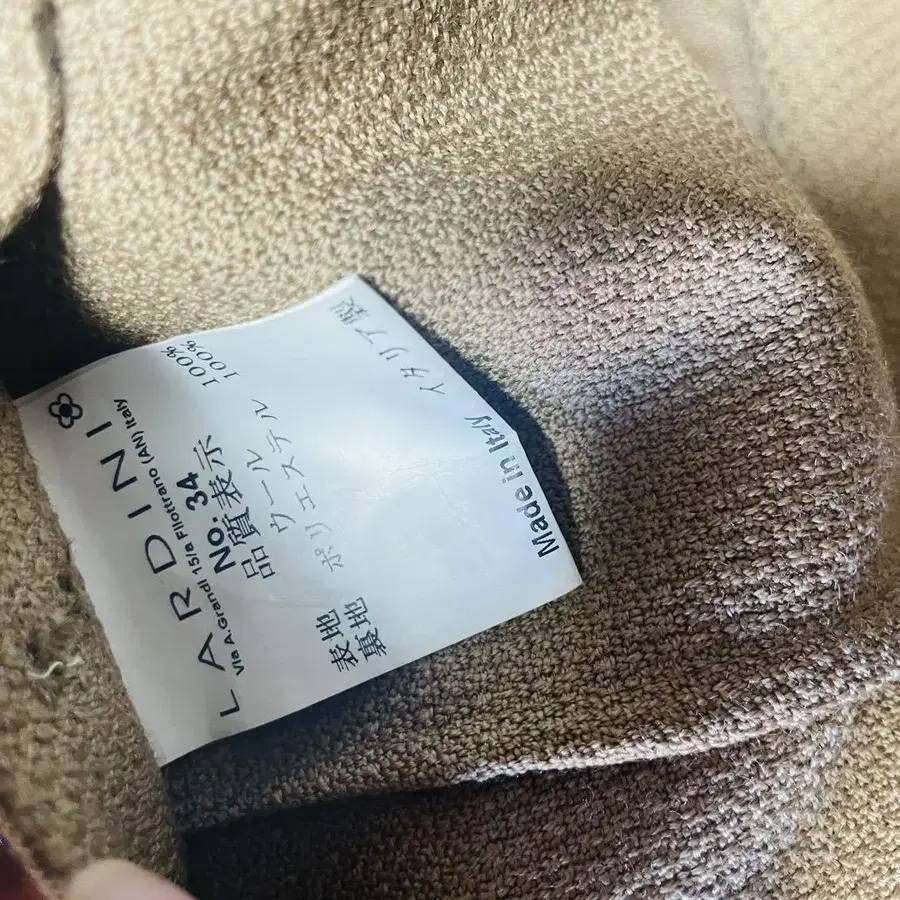 LARDINI
Via A.Grandi 15/a Filottrano (AN) Italy
No. 34
品質表示
表地 ウール 100%
裏地 ポリエステル 100%
Made in Italy イタリア製